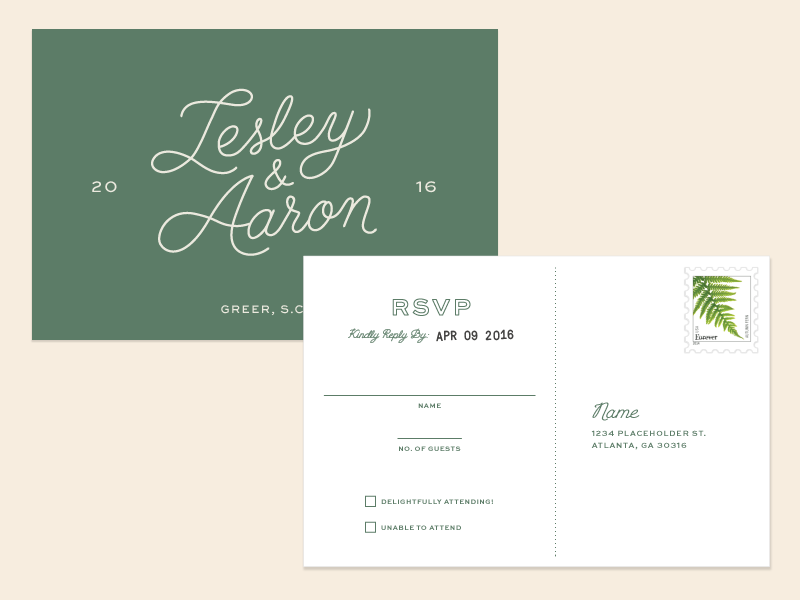 Lesley
&
Aaron
20
16
GREER, S.C
RSVP
Kindly Reply By: APR 09 2016
NAME
NO. OF GUESTS
DELIGHTFULLY ATTENDING!
UNABLE TO ATTEND
Forever
Name
1234 PLACEHOLDER ST.
ATLANTA, GA 30316